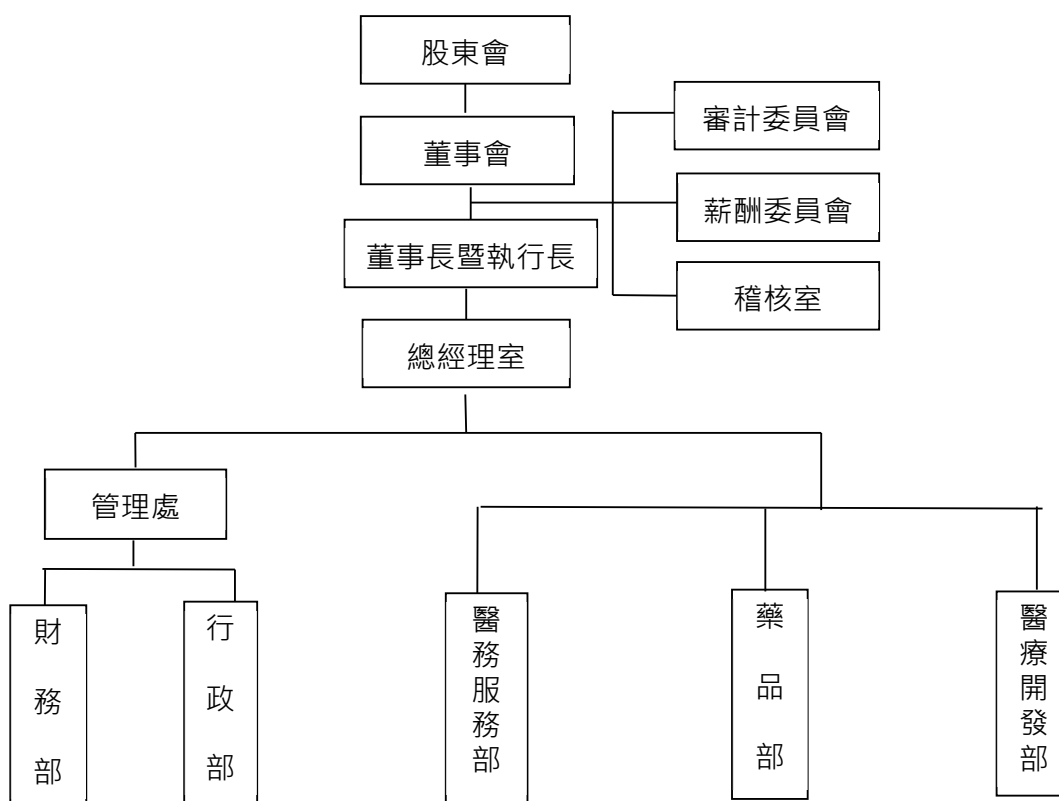 股東會
董事會
審計委員會
薪酬委員會
董事長暨執行長
稽核室
總經理室
管理處
財務部
行政部
醫務服務部
藥品部
醫療開發部